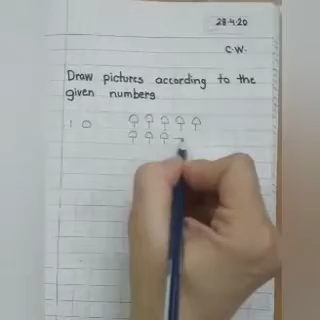 28-4-20
C.W.
Draw pictures according to the
given numbers
10